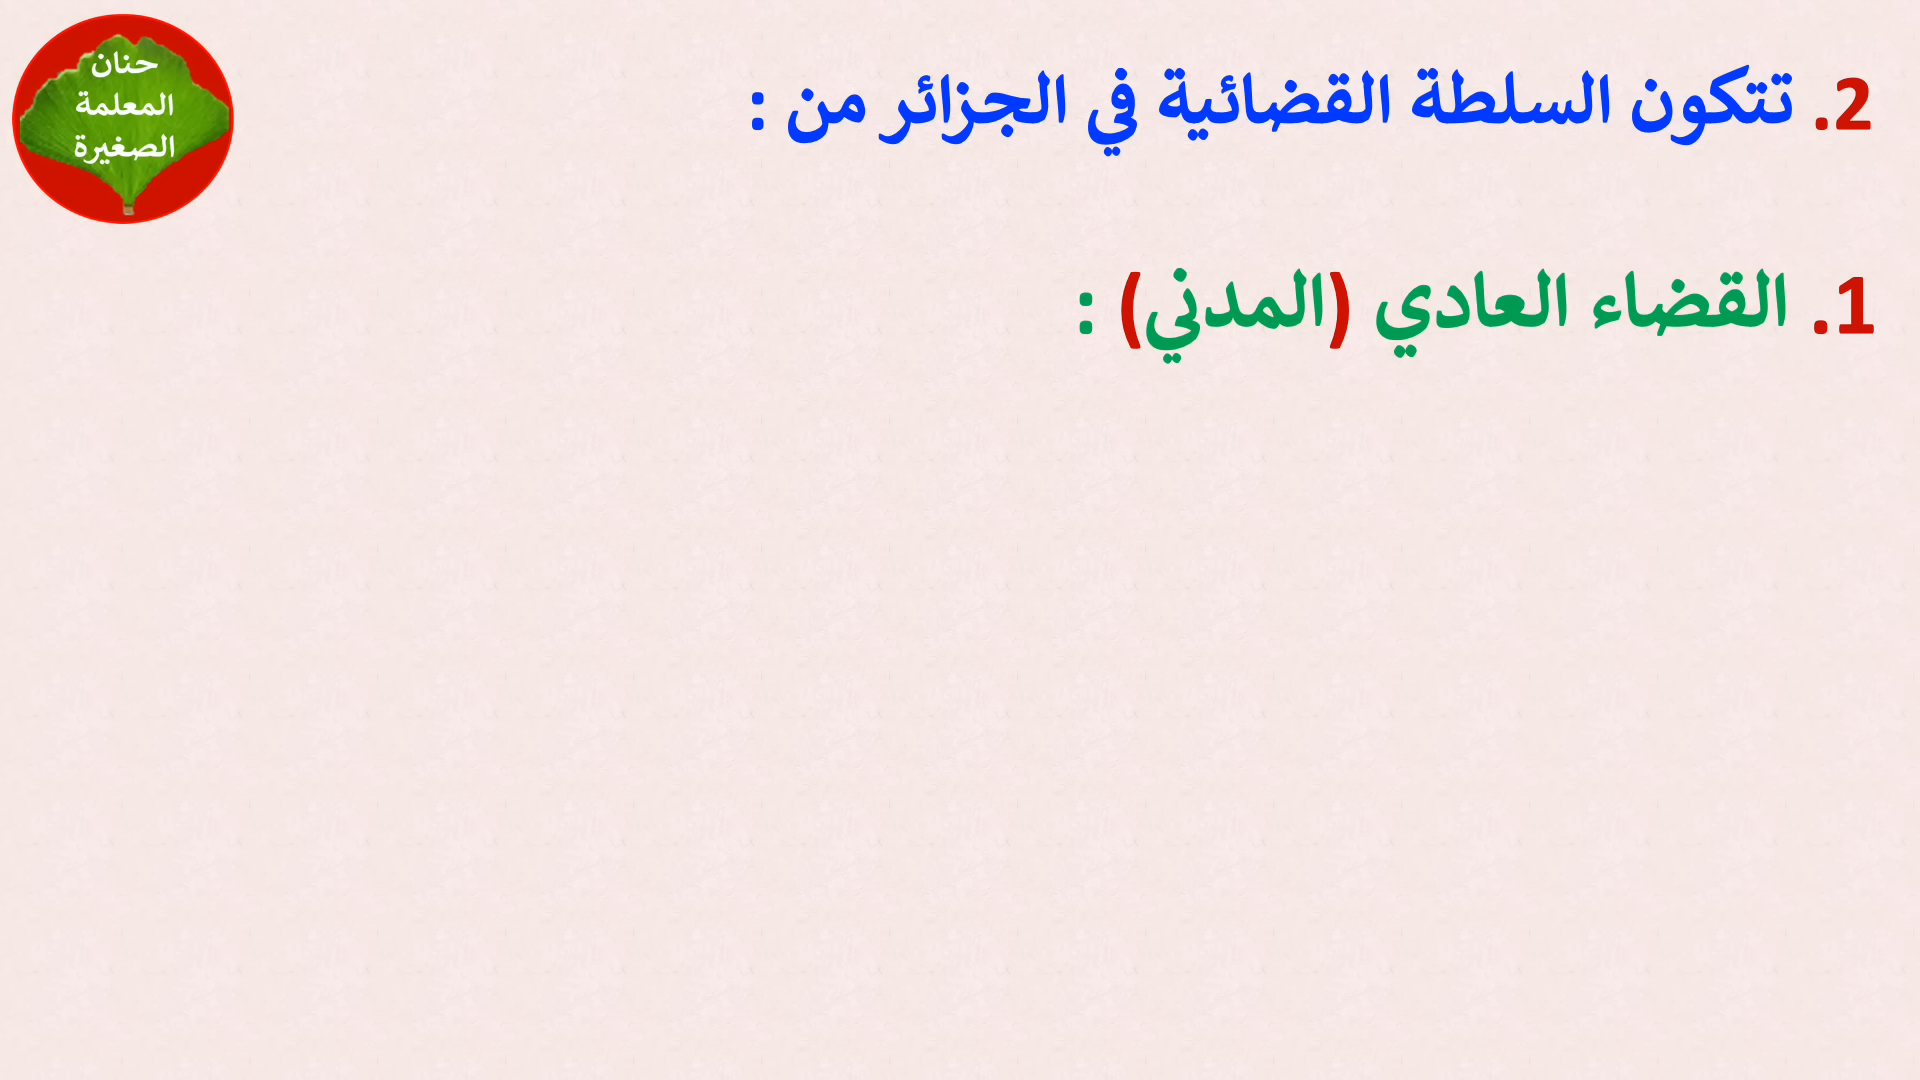 حنان
المعلمة
الصغيرة
2. تتكون السلطة القضائية في الجزائر من :
1. القضاء العادي (المدني) :